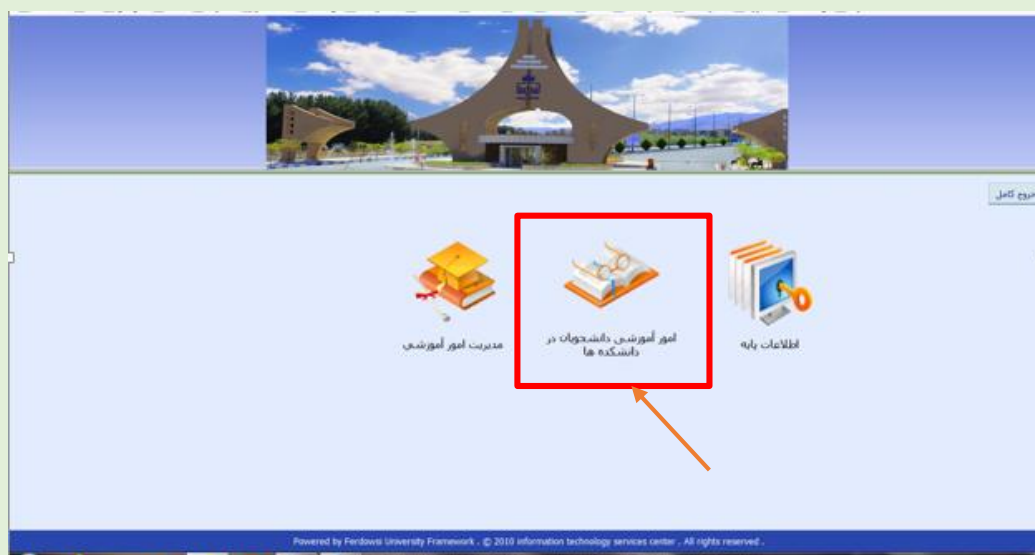 خروج کامل
اطلاعات پایه
امور آموزشی دانشجویان در
دانشکده ها
مدیریت امور آموزشی
Powered by Ferdowsi University Framework . © 2010 information technology services center . All rights reserved .